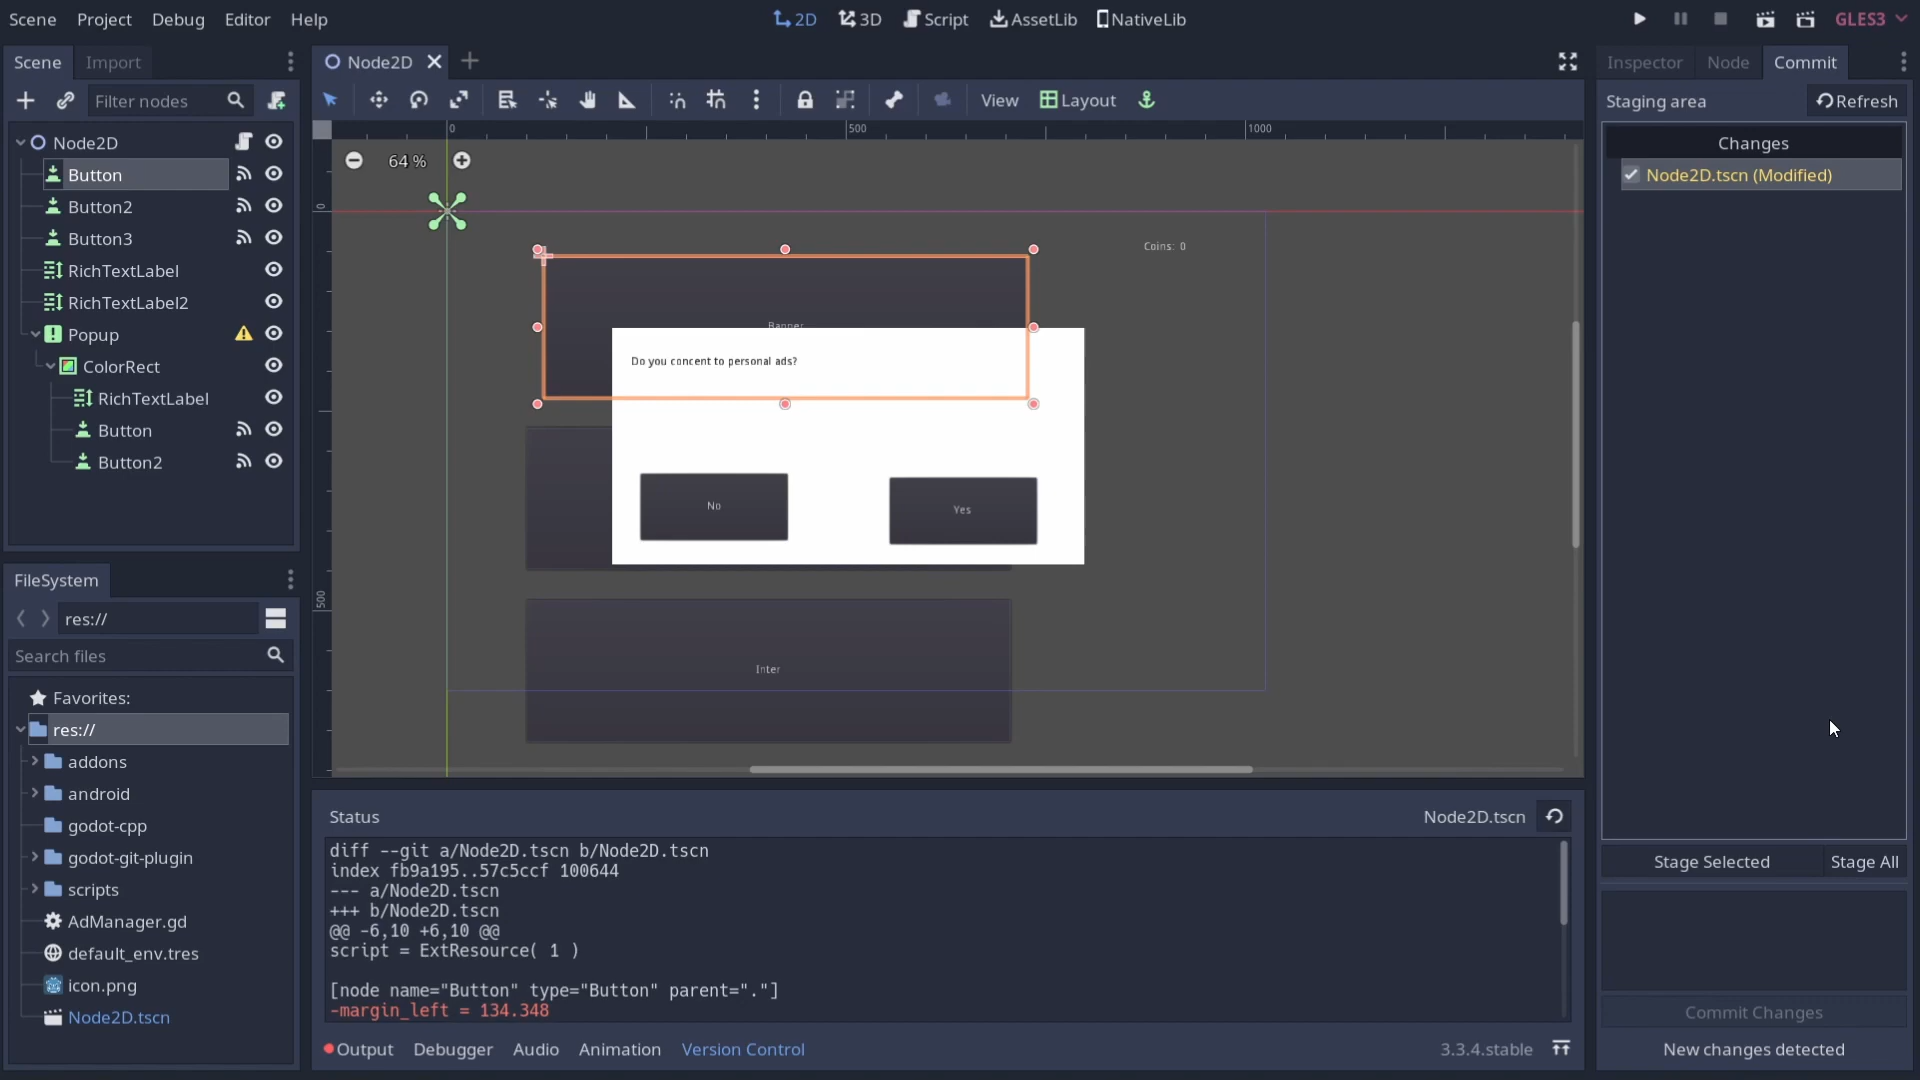 Scene Project Debug Editor Help
2D 3D Script AssetLib NativeLib
GLES3
Scene Import
Node2D
Inspector Node Commit
Filter nodes
View Layout
Staging area Refresh
Node2D
Button
Button2
Button3
RichTextLabel
RichTextLabel2
Popup
ColorRect
RichTextLabel
Button
Button2
0 500 1000
64 %
0
500
Coins: 0
Banner
Do you concent to personal ads?
No
Yes
Inter
Changes
Node2D.tscn (Modified)
FileSystem
res://
Search files
Favorites:
res://
addons
android
godot-cpp
godot-git-plugin
scripts
AdManager.gd
default_env.tres
icon.png
Node2D.tscn
Status
Node2D.tscn
diff --git a/Node2D.tscn b/Node2D.tscn
index fb9a195..57c5ccf 100644
--- a/Node2D.tscn
+++ b/Node2D.tscn
@@ -6,10 +6,10 @@
script = ExtResource( 1 )
[node name="Button" type="Button" parent="."]
-margin_left = 134.348
Output Debugger Audio Animation Version Control
3.3.4.stable
Stage Selected Stage All
Commit Changes
New changes detected